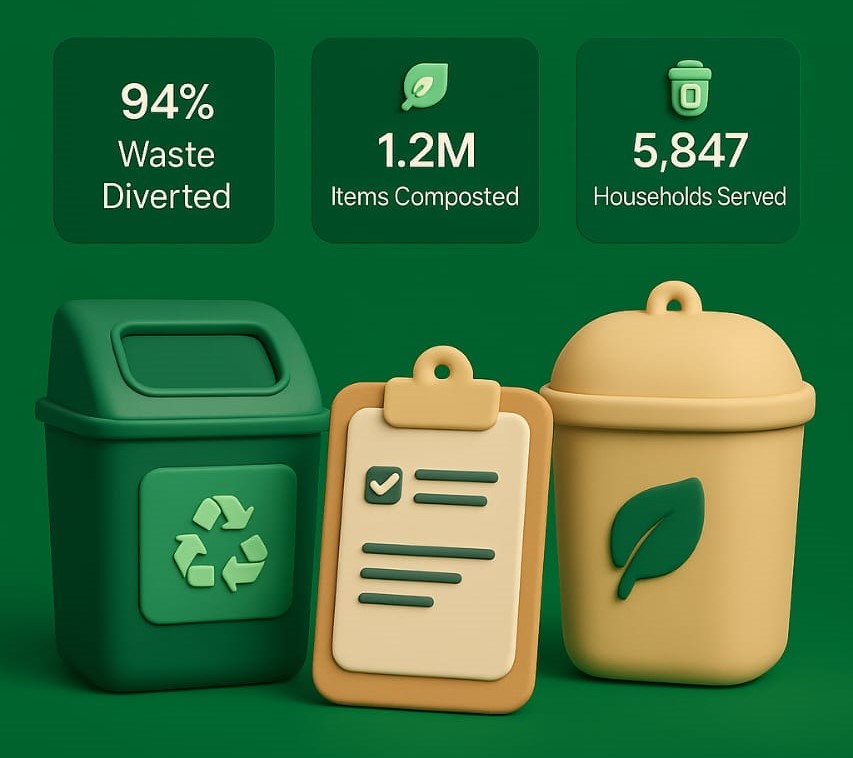 94%
Waste
Diverted
1.2M
Items Composted
5,847
Households Served